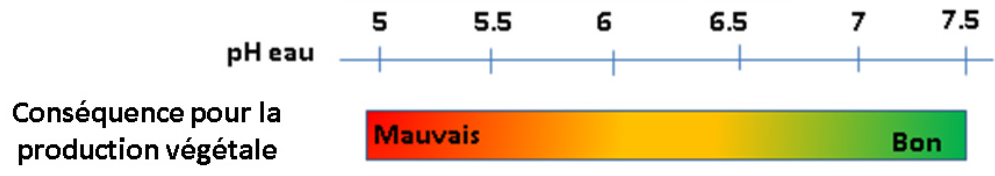 5 5.5 6 6.5 7 7.5
pH eau
Conséquence pour la
production végétale
Mauvais
Bon